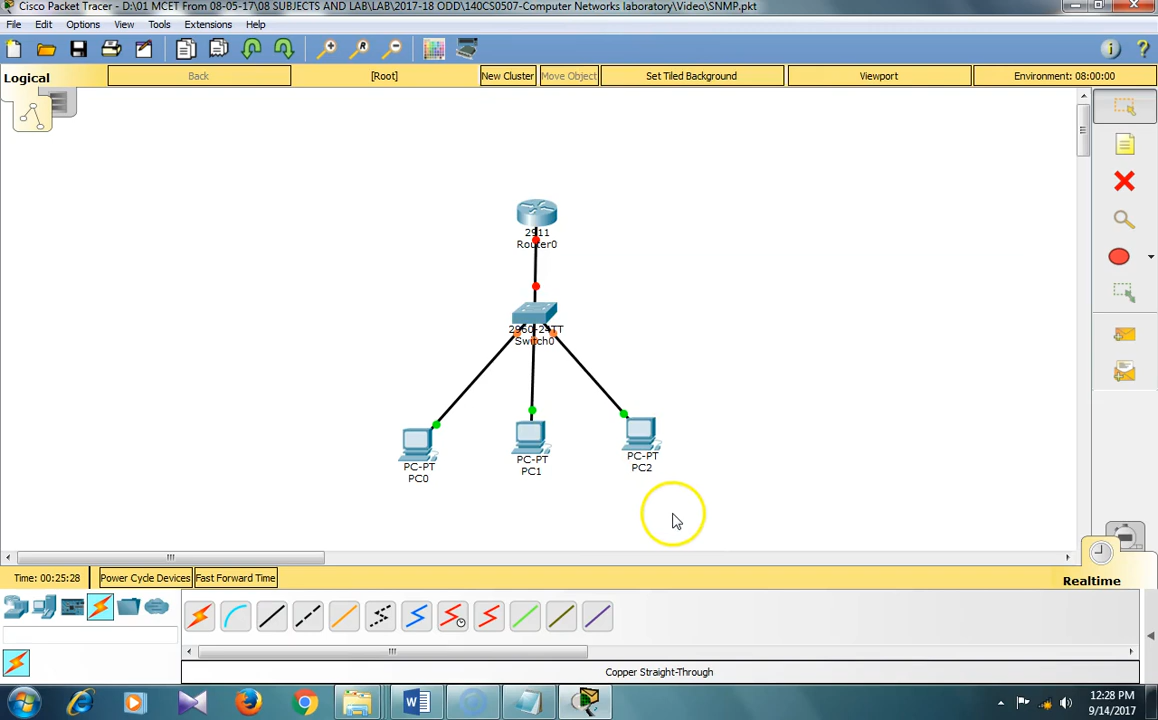 Cisco Packet Tracer - D:\01 MCET From 08-05-17\08 SUBJECTS AND LAB\LAB\2017-18 ODD\140CS0507-Computer Networks laboratory\Video\SNMP.pkt
File Edit Options View Tools Extensions Help
Logical Back [Root] New Cluster Move Object Set Tiled Background Viewport Environment: 08:00:00
2911
Router0
2960-24TT
Switch0
PC-PT
PC0
PC-PT
PC1
PC-PT
PC2
Time: 00:25:28 Power Cycle Devices Fast Forward Time Realtime
Copper Straight-Through
12:28 PM
9/14/2017